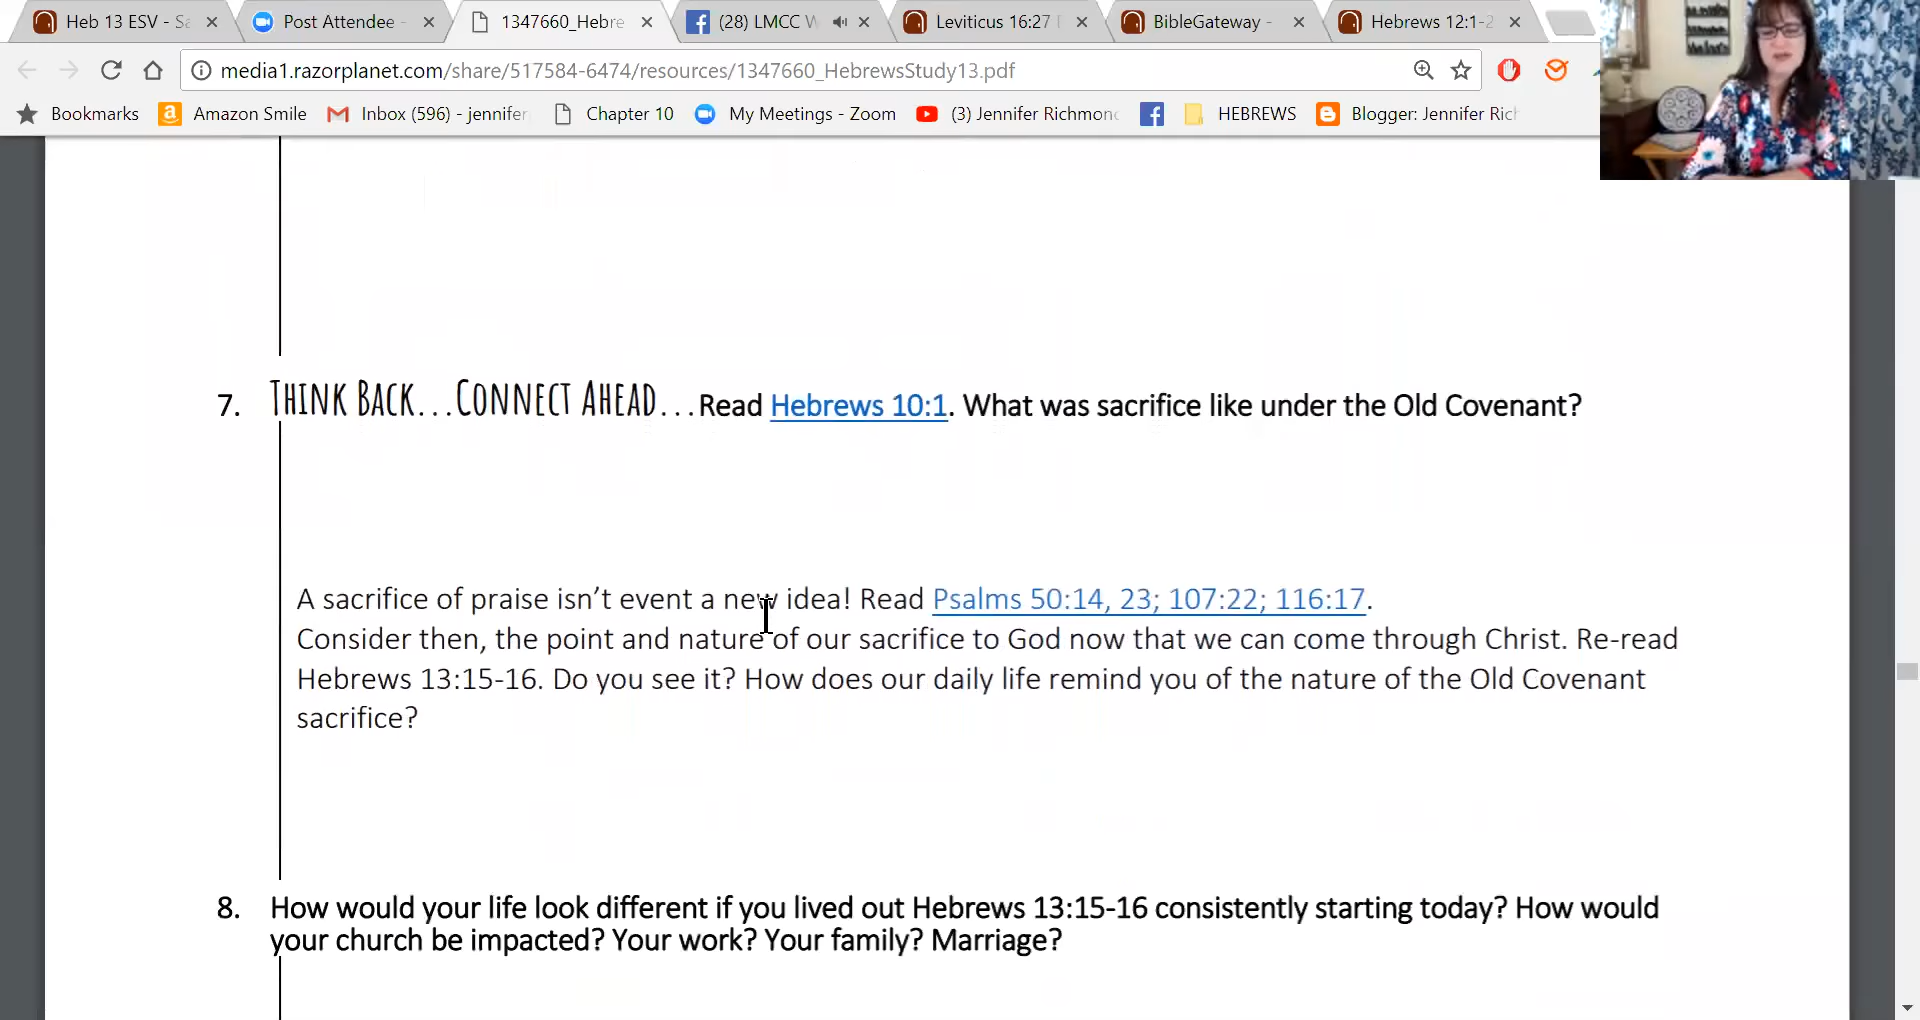 Heb 13 ESV - Sa
Post Attendee -
1347660_Hebre
(28) LMCC W
Leviticus 16:27
BibleGateway -
Hebrews 12:1-2
media1.razorplanet.com/share/517584-6474/resources/1347660_HebrewsStudy13.pdf
Bookmarks
Amazon Smile
Inbox (596) - jennifer
Chapter 10
My Meetings - Zoom
(3) Jennifer Richmond
HEBREWS
Blogger: Jennifer Rich
7. THINK BACK...CONNECT AHEAD...Read Hebrews 10:1. What was sacrifice like under the Old Covenant?
A sacrifice of praise isn’t event a new idea! Read Psalms 50:14, 23; 107:22; 116:17.
Consider then, the point and nature of our sacrifice to God now that we can come through Christ. Re-read
Hebrews 13:15-16. Do you see it? How does our daily life remind you of the nature of the Old Covenant
sacrifice?
8. How would your life look different if you lived out Hebrews 13:15-16 consistently starting today? How would
your church be impacted? Your work? Your family? Marriage?